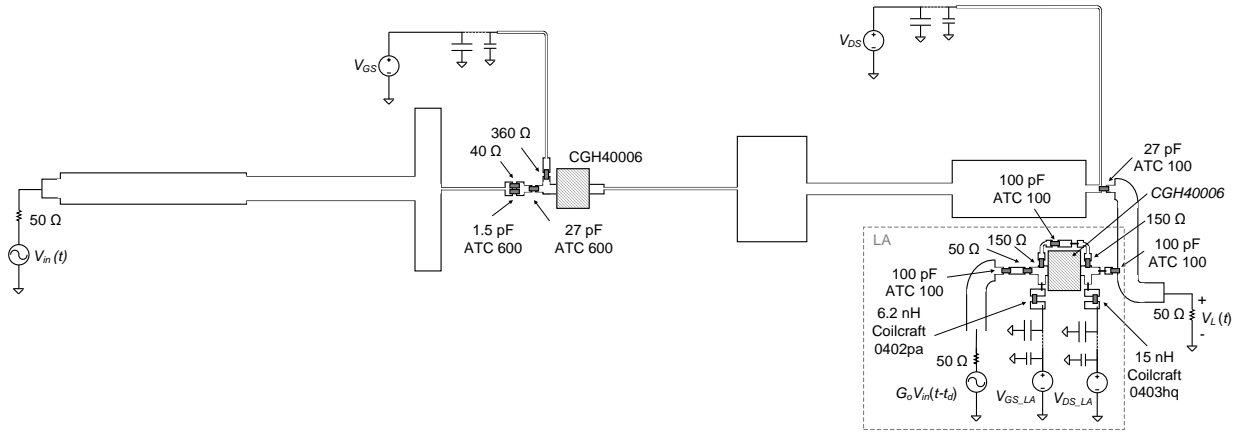 V_DS
V_GS
360 Ω
40 Ω
CGH40006
1.5 pF
ATC 600
27 pF
ATC 600
50 Ω
V_in(t)
27 pF
ATC 100
CGH40006
100 pF
ATC 100
150 Ω
LA
50 Ω
150 Ω
100 pF
ATC 100
100 pF
ATC 100
6.2 nH
Coilcraft
0402pa
15 nH
Coilcraft
0403hq
50 Ω
G_oV_in(t-t_d)
V_GS_LA
V_DS_LA
50 Ω
+
V_L(t)
-